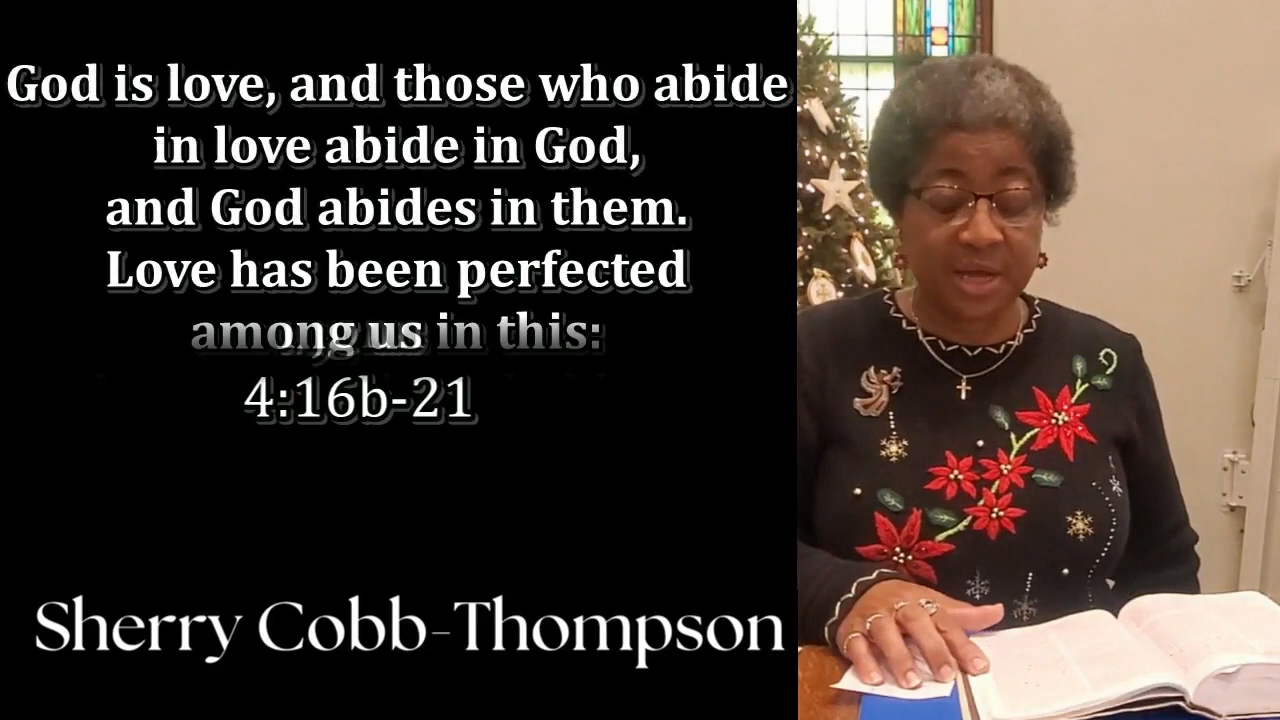 God is love, and those who abide
in love abide in God,
and God abides in them.
Love has been perfected
among us in this:
4:16b-21
Sherry Cobb-Thompson